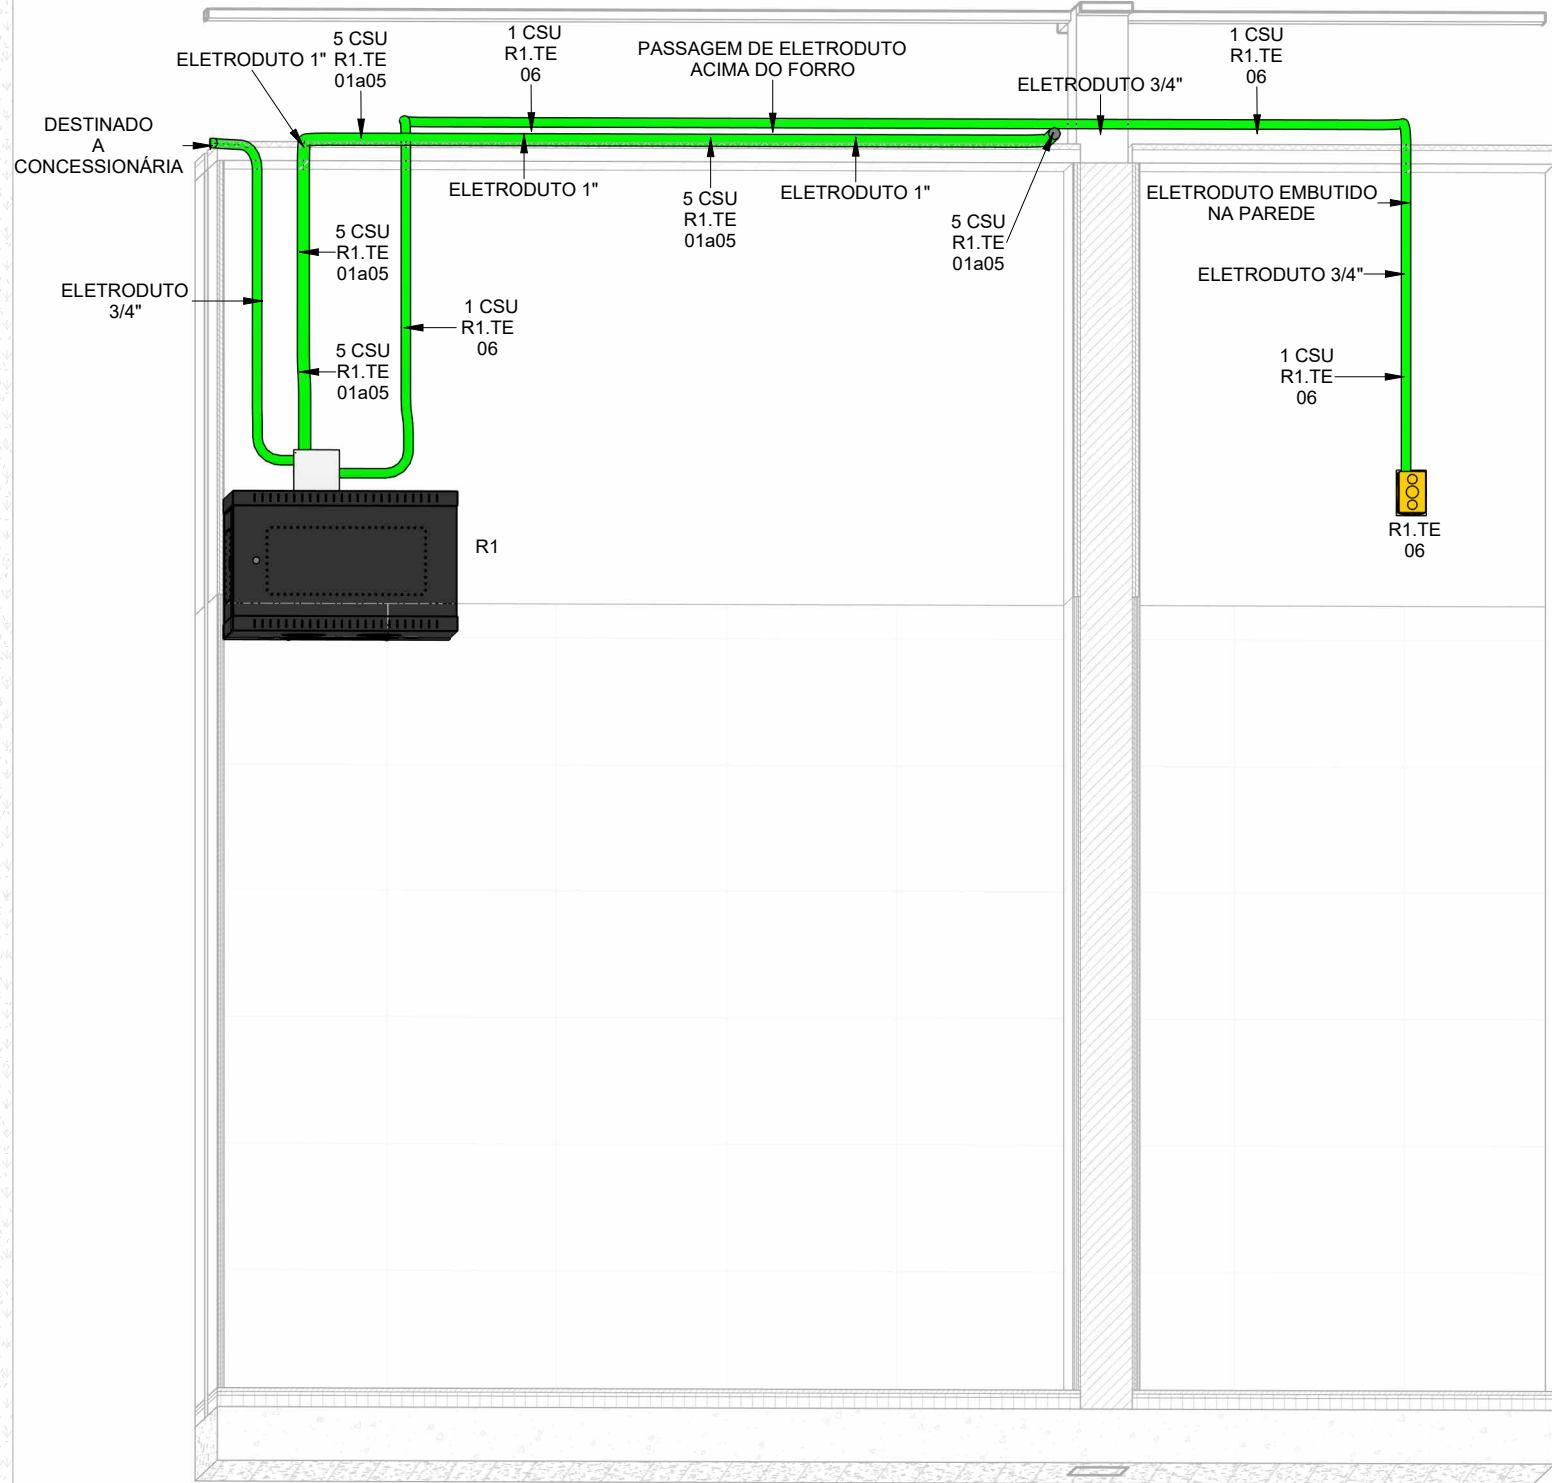 5 CSU
R1.TE
01a05
ELETRODUTO 1"
1 CSU
R1.TE
06
PASSAGEM DE ELETRODUTO
ACIMA DO FORRO
1 CSU
R1.TE
06
ELETRODUTO 3/4"
DESTINADO
A
CONCESSIONÁRIA
ELETRODUTO 1"
5 CSU
R1.TE
01a05
ELETRODUTO 1"
5 CSU
R1.TE
01a05
ELETRODUTO EMBUTIDO
NA PAREDE
5 CSU
R1.TE
01a05
ELETRODUTO 3/4"
ELETRODUTO
3/4"
1 CSU
R1.TE
06
5 CSU
R1.TE
01a05
1 CSU
R1.TE
06
R1
R1.TE
06